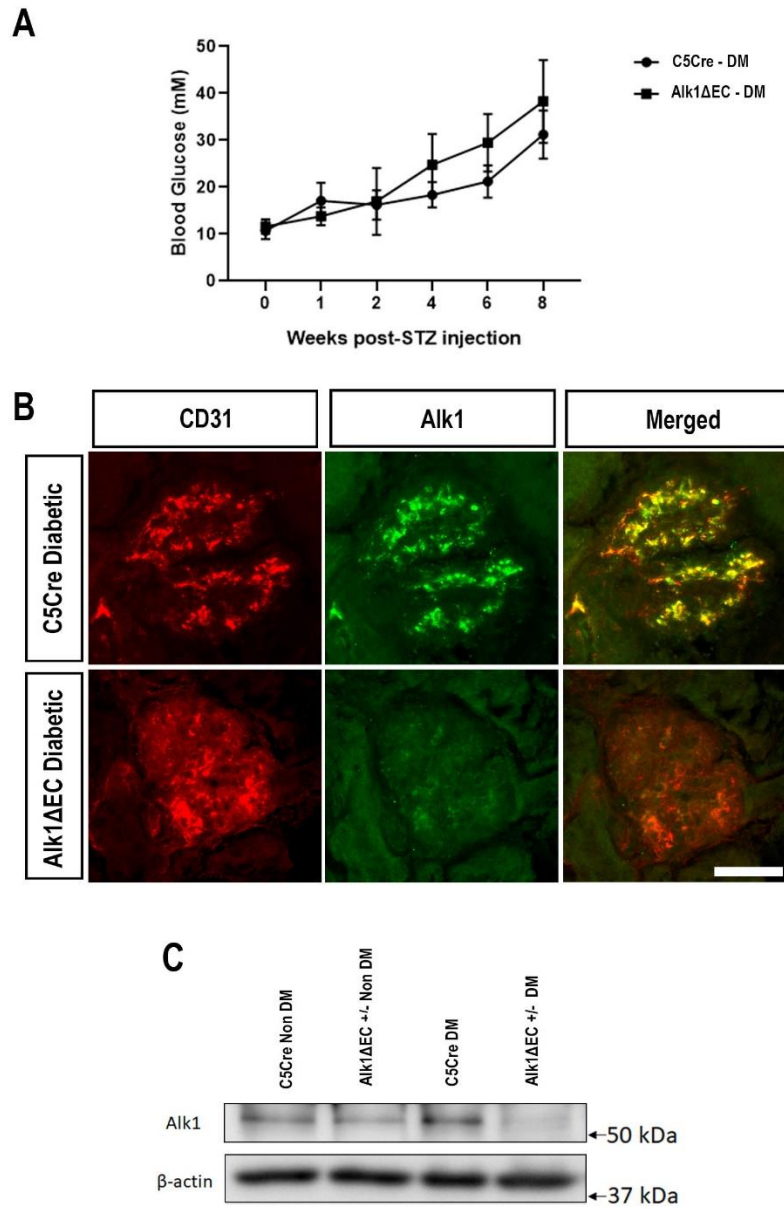 A
50
40
30
20
10
0
Blood Glucose (mM)
0 1 2 4 6 8
Weeks post-STZ injection
C5Cre - DM
Alk1ΔEC - DM
B
CD31 Alk1 Merged
C5Cre Diabetic
Alk1ΔEC Diabetic
C
C5Cre Non DM
Alk1ΔEC +/- Non DM
C5Cre DM
Alk1ΔEC +/- DM
Alk1
←50 kDa
β-actin
←37 kDa